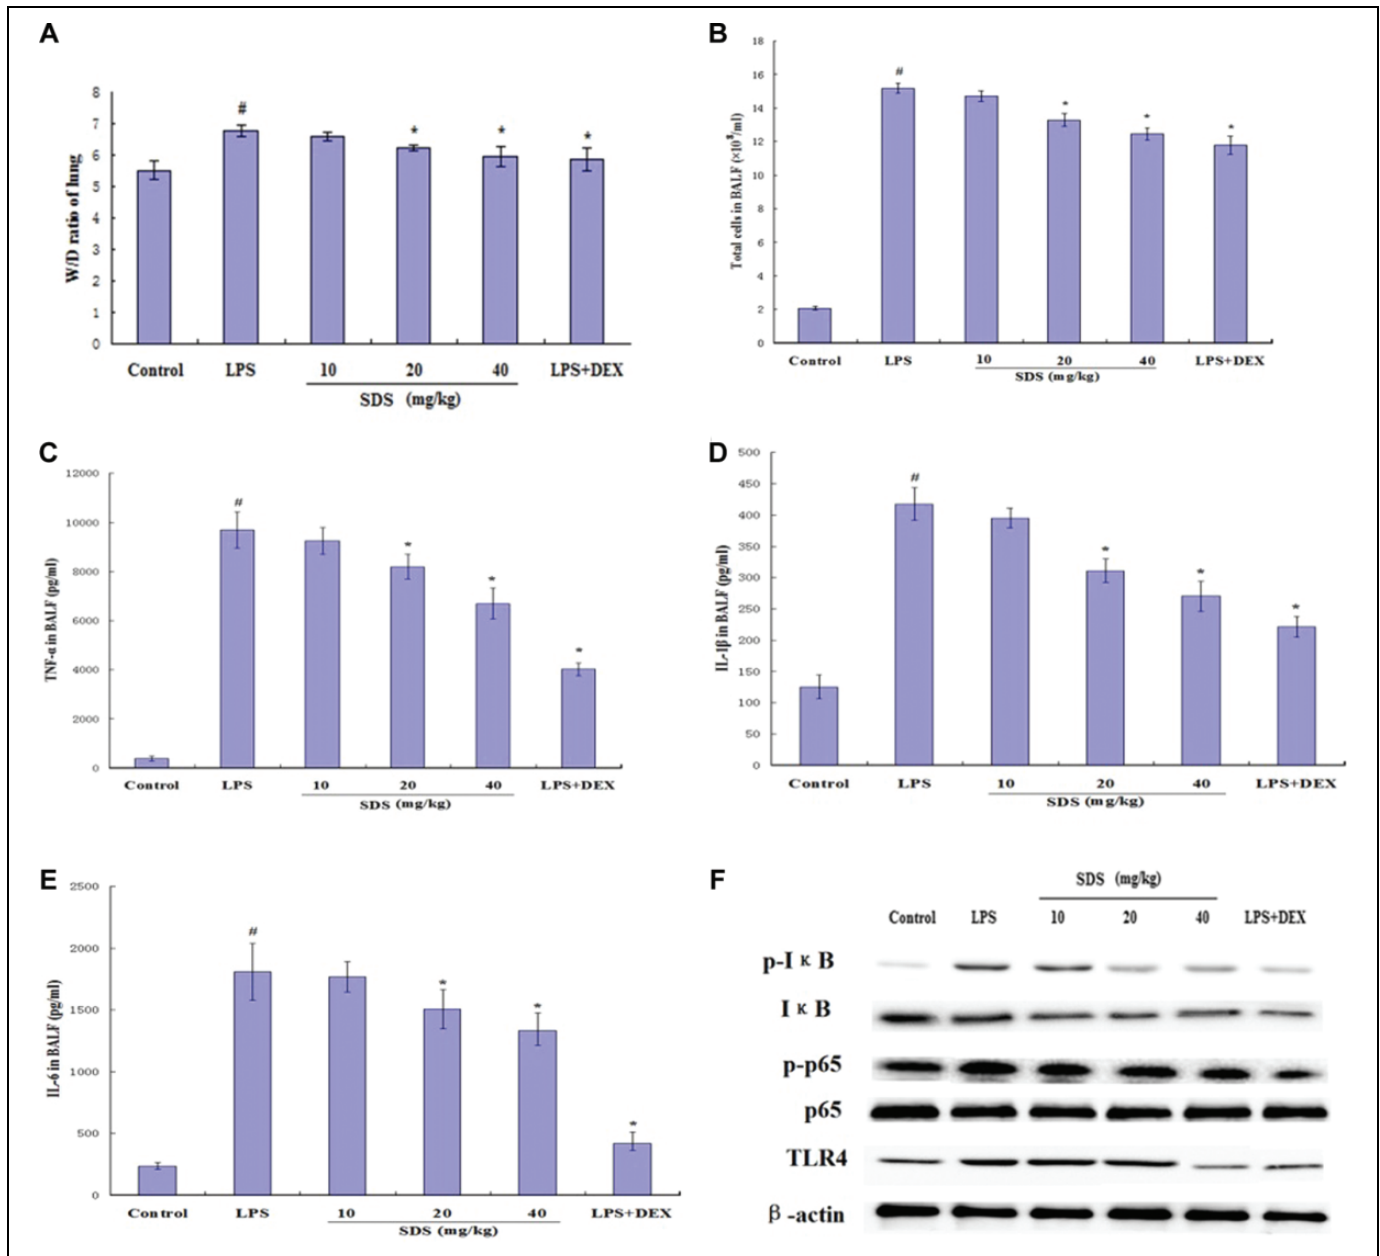 A
8
7
6
5
4
3
2
1
0
W/D ratio of lung
#
*
*
*
Control LPS 10 20 40 LPS+DEX
SDS (mg/kg)
B
18
16
14
12
10
8
6
4
2
0
Total cells in BALF
#
*
*
*
Control LPS 10 20 40 LPS+DEX
SDS (mg/kg)
C
12000
10000
8000
6000
4000
2000
0
TNF-α in BALF (pg/ml)
#
*
*
*
Control LPS 10 20 40 LPS+DEX
SDS (mg/kg)
D
500
450
400
350
300
250
200
150
100
50
0
IL-1β in BALF (pg/ml)
#
*
*
*
Control LPS 10 20 40 LPS+DEX
SDS (mg/kg)
E
2500
2000
1500
1000
500
0
IL-6 in BALF (pg/ml)
#
*
*
*
Control LPS 10 20 40 LPS+DEX
SDS (mg/kg)
F
SDS (mg/kg)
Control LPS 10 20 40 LPS+DEX
p-I κ B
I κ B
p-p65
p65
TLR4
β-actin